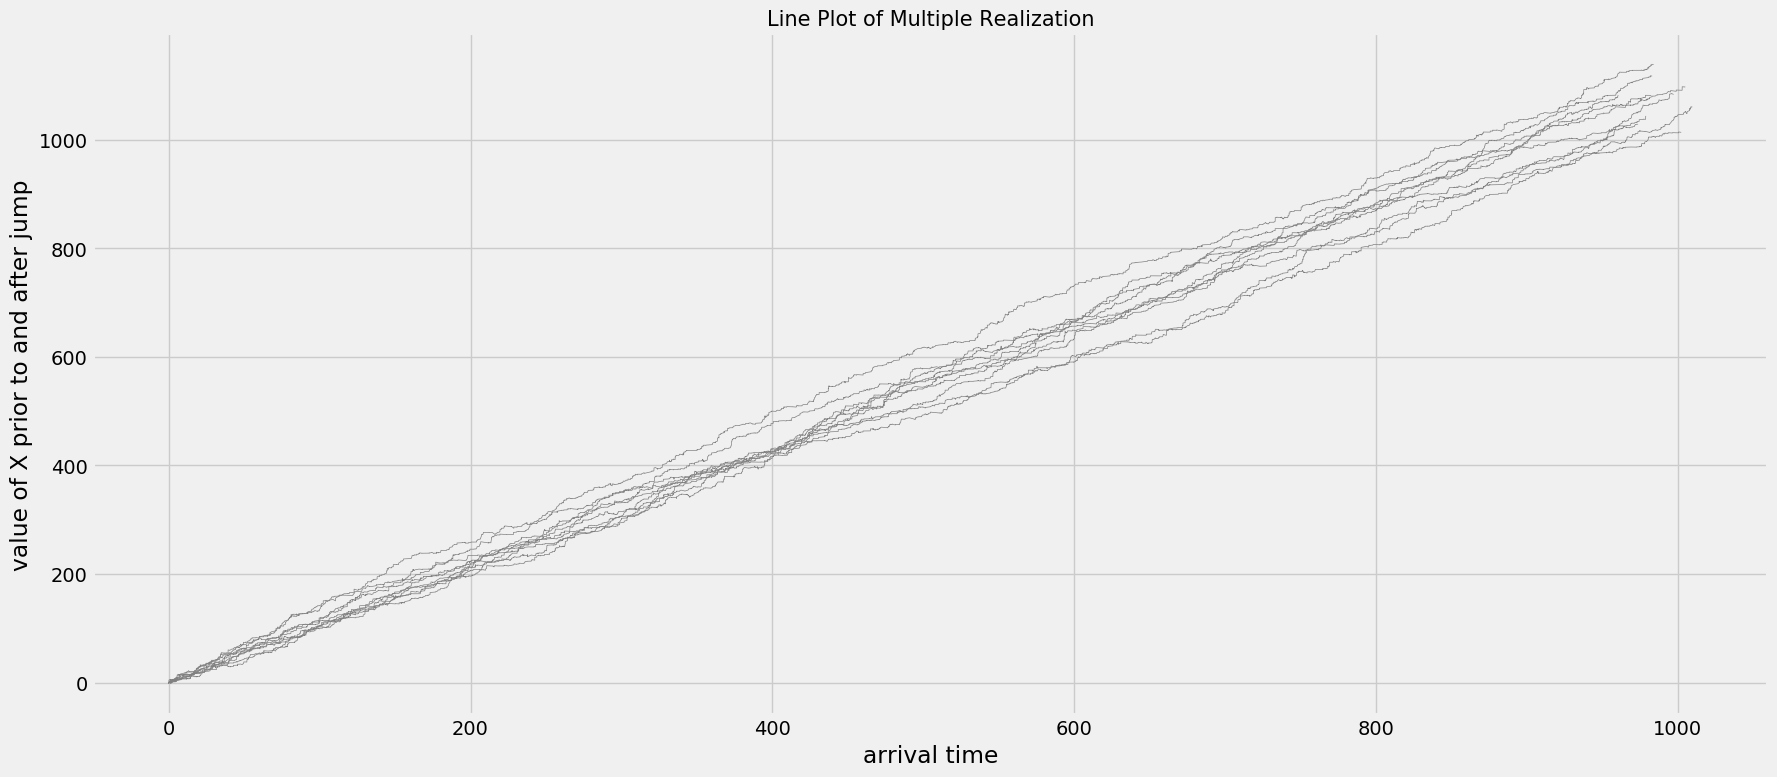 Line Plot of Multiple Realization
value of X prior to and after jump
1000
800
600
400
200
0
0 200 400 600 800 1000
arrival time